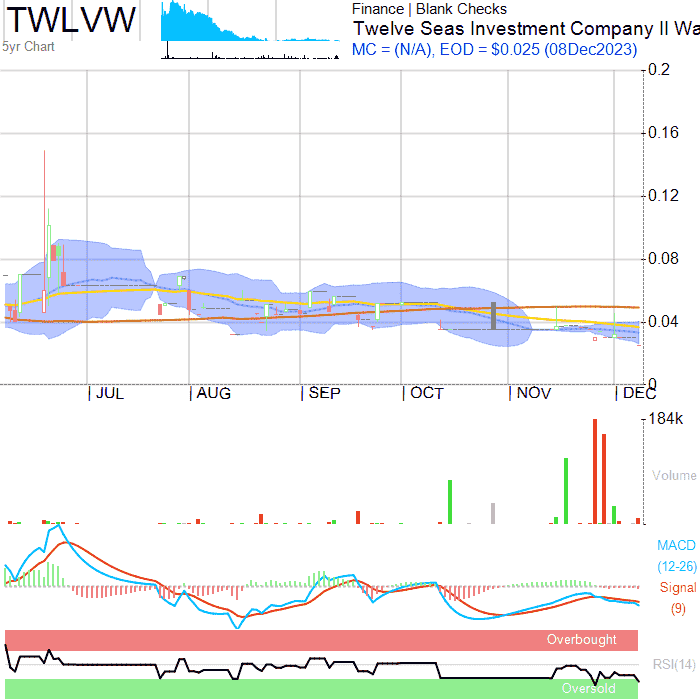 TWLVW
Finance | Blank Checks
Twelve Seas Investment Company II Wa
5yr Chart
MC = (N/A), EOD = $0.025 (08Dec2023)
0.2
0.16
0.12
0.08
0.04
0
JUL AUG SEP OCT NOV DEC
184k
Volume
MACD
(12-26)
Signal
(9)
Overbought
RSI(14)
Oversold